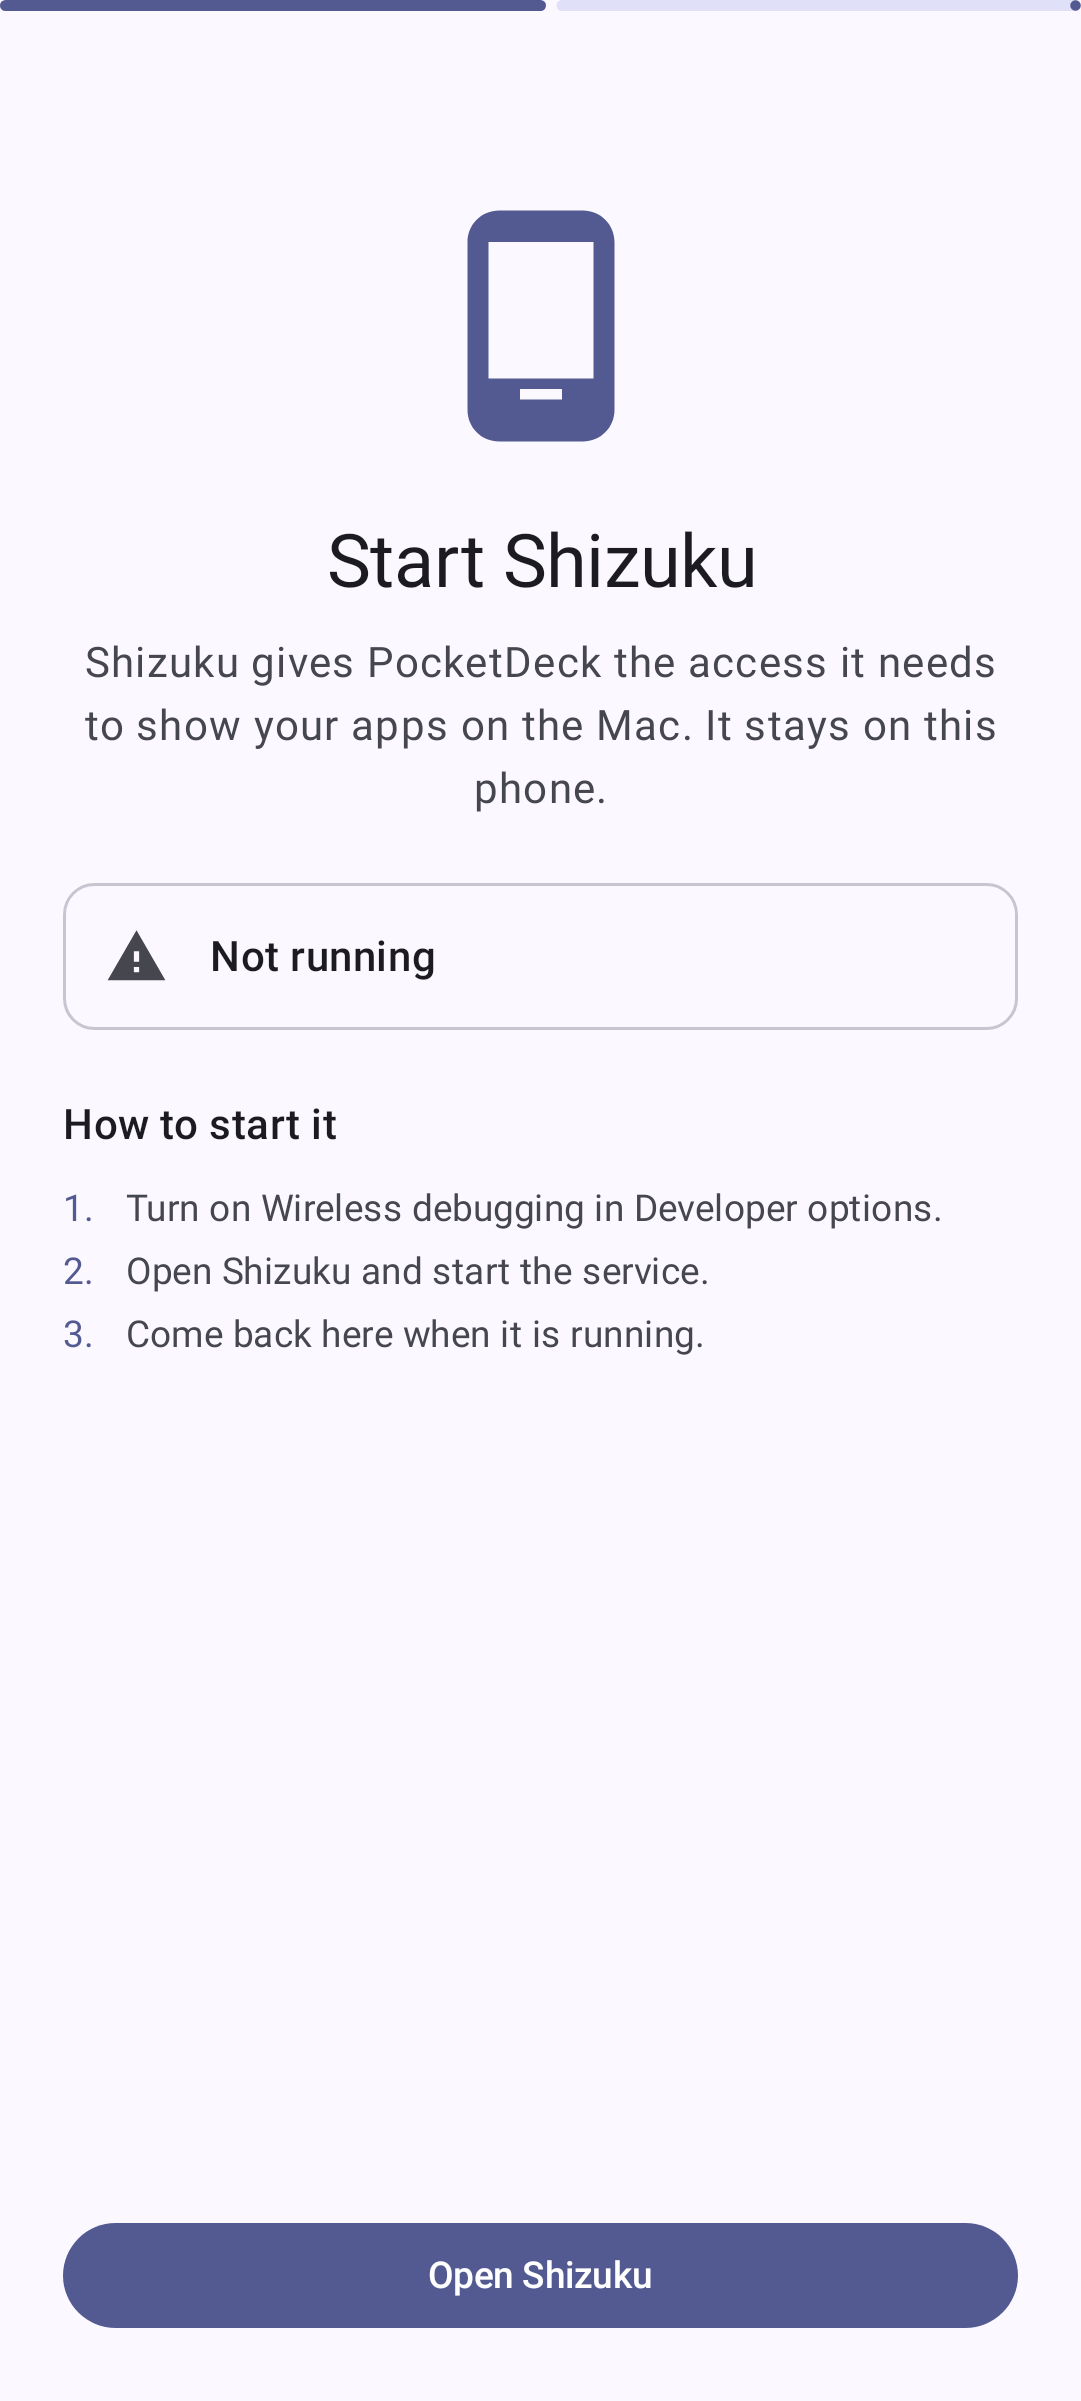 Start Shizuku
Shizuku gives PocketDeck the access it needs
to show your apps on the Mac. It stays on this
phone.
Not running
How to start it
1. Turn on Wireless debugging in Developer options.
2. Open Shizuku and start the service.
3. Come back here when it is running.
Open Shizuku